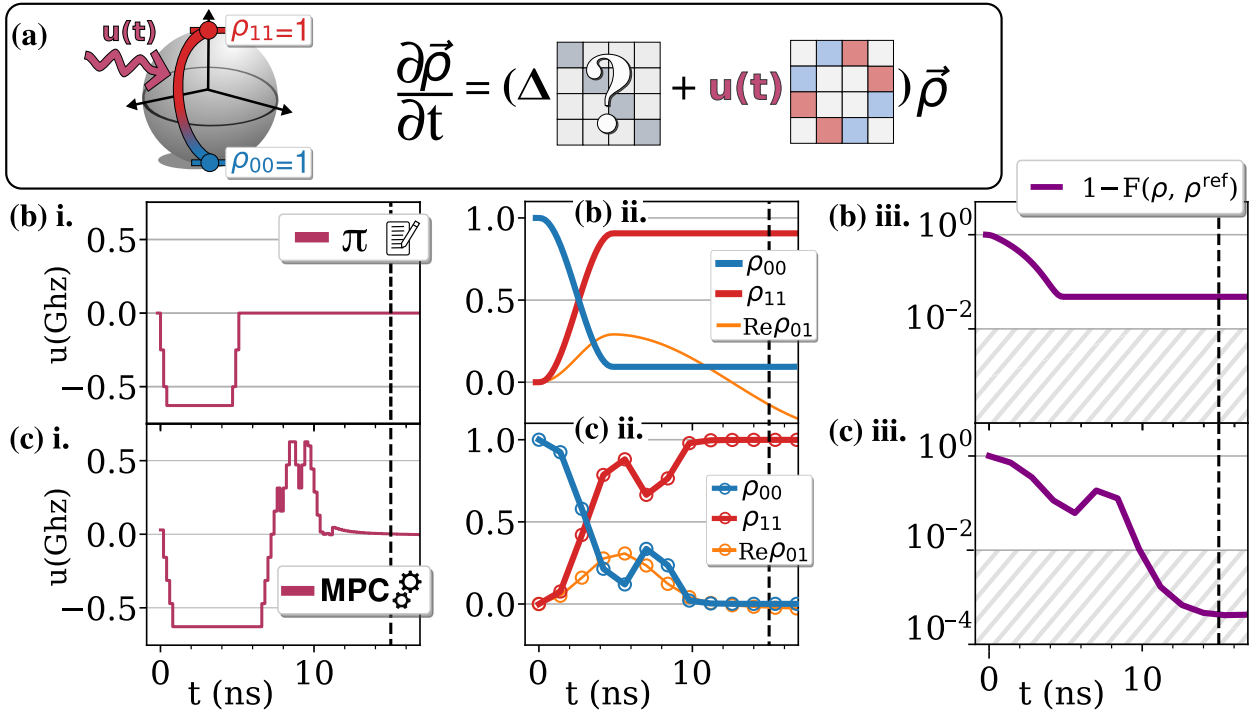 (a)
u(t)
ρ₁₁=1
ρ₀₀=1
∂ρ⃗/∂t = (Δ ? + u(t) ) ρ⃗
(b) i.
0.5
0.0
−0.5
u(Ghz)
π
(b) ii.
1.0
0.5
0.0
ρ₀₀
ρ₁₁
Reρ₀₁
(b) iii.
1−F(ρ, ρ^ref)
10⁰
10⁻²
(c) i.
0.5
0.0
−0.5
u(Ghz)
MPC
0
10
t (ns)
(c) ii.
1.0
0.5
0.0
ρ₀₀
ρ₁₁
Reρ₀₁
0
10
t (ns)
(c) iii.
10⁰
10⁻²
10⁻⁴
0
10
t (ns)